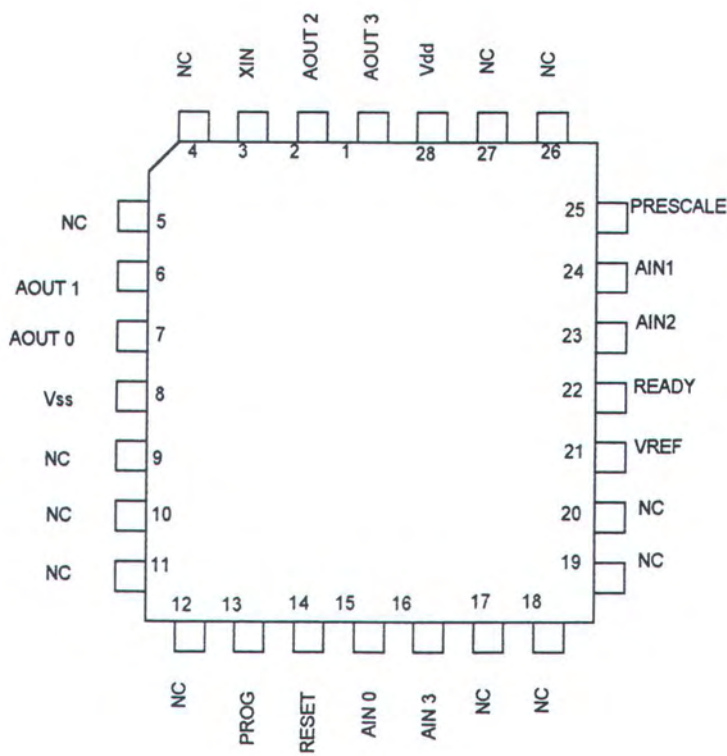 NC
XIN
AOUT 2
AOUT 3
Vdd
NC
NC
4
3
2
1
28
27
26
NC
5
AOUT 1
6
AOUT 0
7
Vss
8
NC
9
NC
10
NC
11
25
PRESCALE
24
AIN1
23
AIN2
22
READY
21
VREF
20
NC
19
NC
12
13
14
15
16
17
18
NC
PROG
RESET
AIN 0
AIN 3
NC
NC